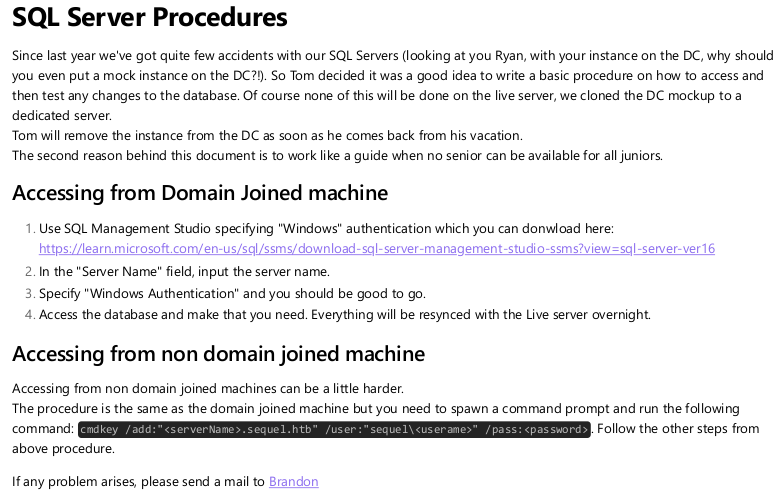 SQL Server Procedures
Since last year we've got quite few accidents with our SQL Servers (looking at you Ryan, with your instance on the DC, why should
you even put a mock instance on the DC?!). So Tom decided it was a good idea to write a basic procedure on how to access and
then test any changes to the database. Of course none of this will be done on the live server, we cloned the DC mockup to a
dedicated server.
Tom will remove the instance from the DC as soon as he comes back from his vacation.
The second reason behind this document is to work like a guide when no senior can be available for all juniors.
Accessing from Domain Joined machine
1. Use SQL Management Studio specifying "Windows" authentication which you can donwload here:
https://learn.microsoft.com/en-us/sql/ssms/download-sql-server-management-studio-ssms?view=sql-server-ver16
2. In the "Server Name" field, input the server name.
3. Specify "Windows Authentication" and you should be good to go.
4. Access the database and make that you need. Everything will be resynced with the Live server overnight.
Accessing from non domain joined machine
Accessing from non domain joined machines can be a little harder.
The procedure is the same as the domain joined machine but you need to spawn a command prompt and run the following
command: cmdkey /add:"<serverName>.sequel.htb" /user:"sequel\<userame>" /pass:<password>. Follow the other steps from
above procedure.
If any problem arises, please send a mail to Brandon